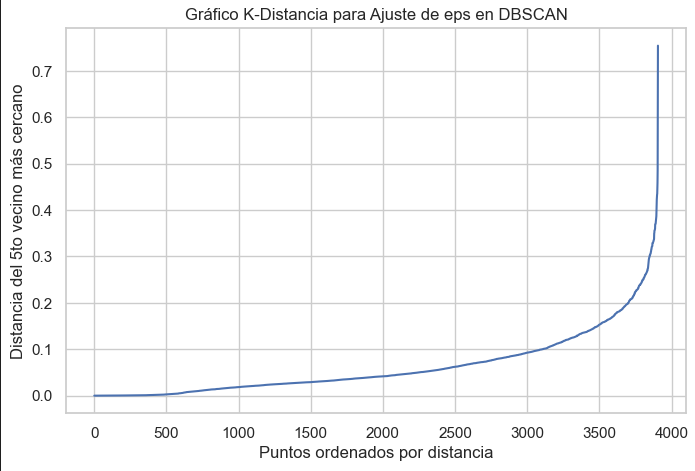 Gráfico K-Distancia para Ajuste de eps en DBSCAN
Distancia del 5to vecino más cercano
0.7
0.6
0.5
0.4
0.3
0.2
0.1
0.0
0 500 1000 1500 2000 2500 3000 3500 4000
Puntos ordenados por distancia